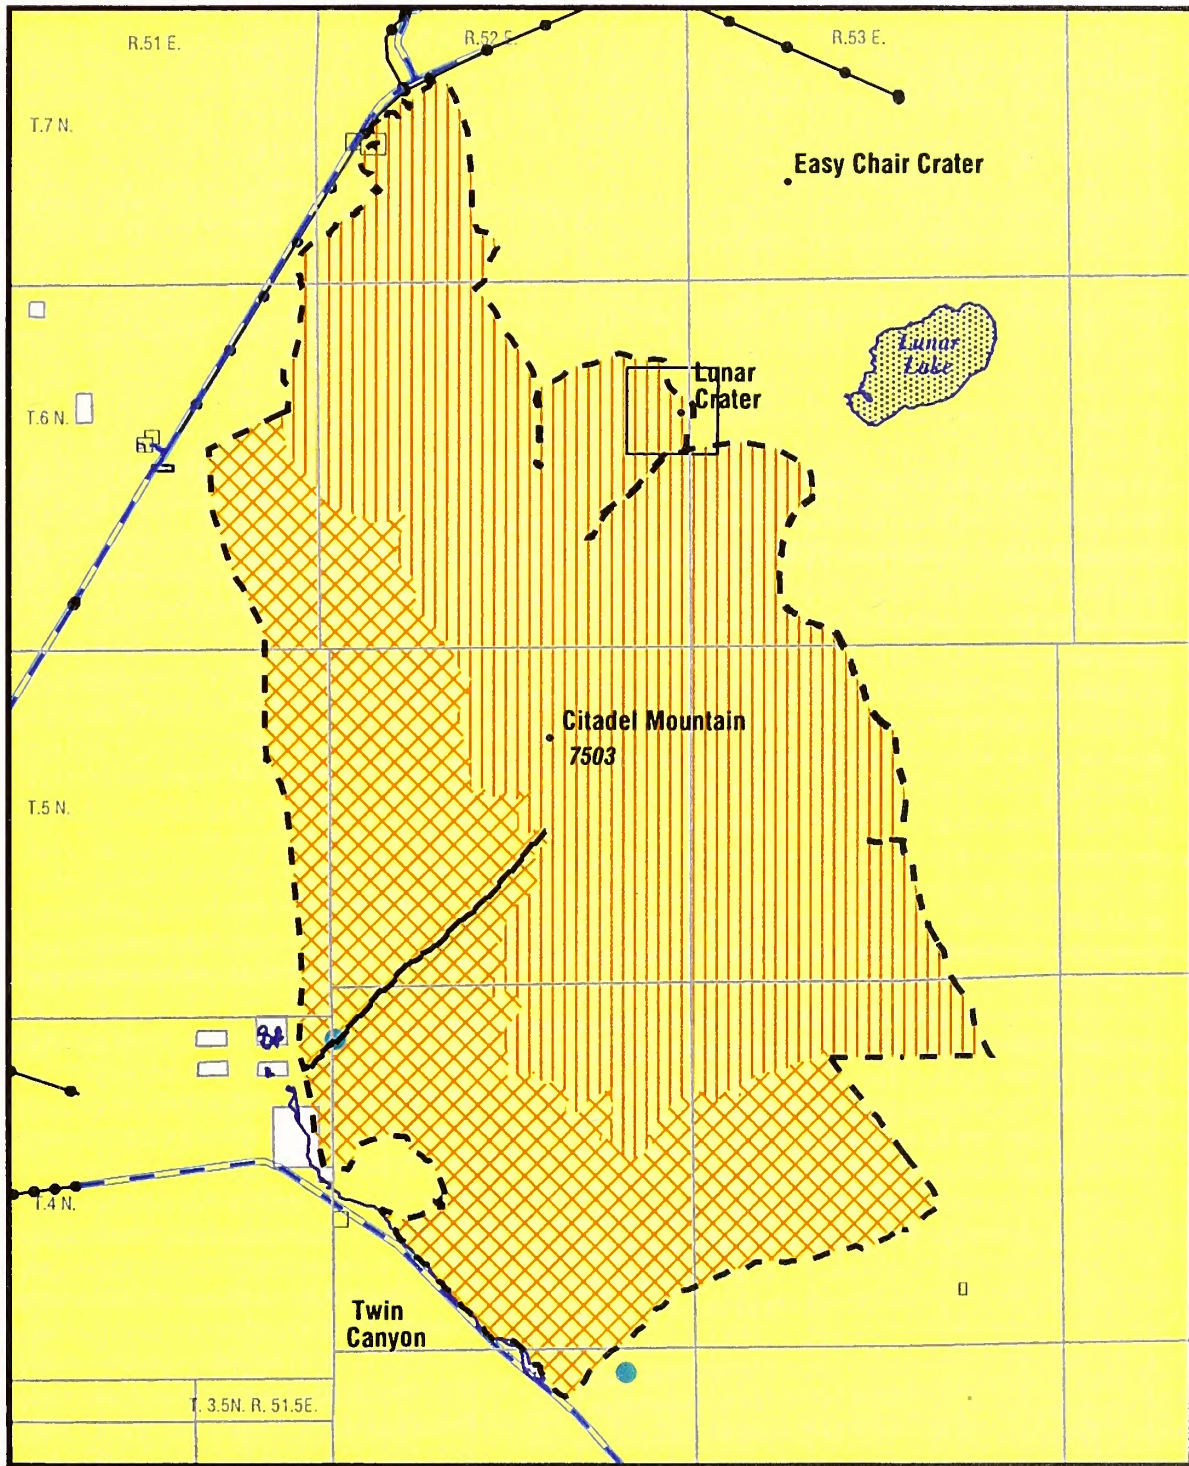 R.51 E.
R.52 E.
R.53 E.
T.7 N.
Easy Chair Crater
Lunar
Lake
Lunar
Crater
T.6 N.
Citadel Mountain
7503
T.5 N.
T.4 N.
Twin
Canyon
T. 3.5N. R. 51.5E.